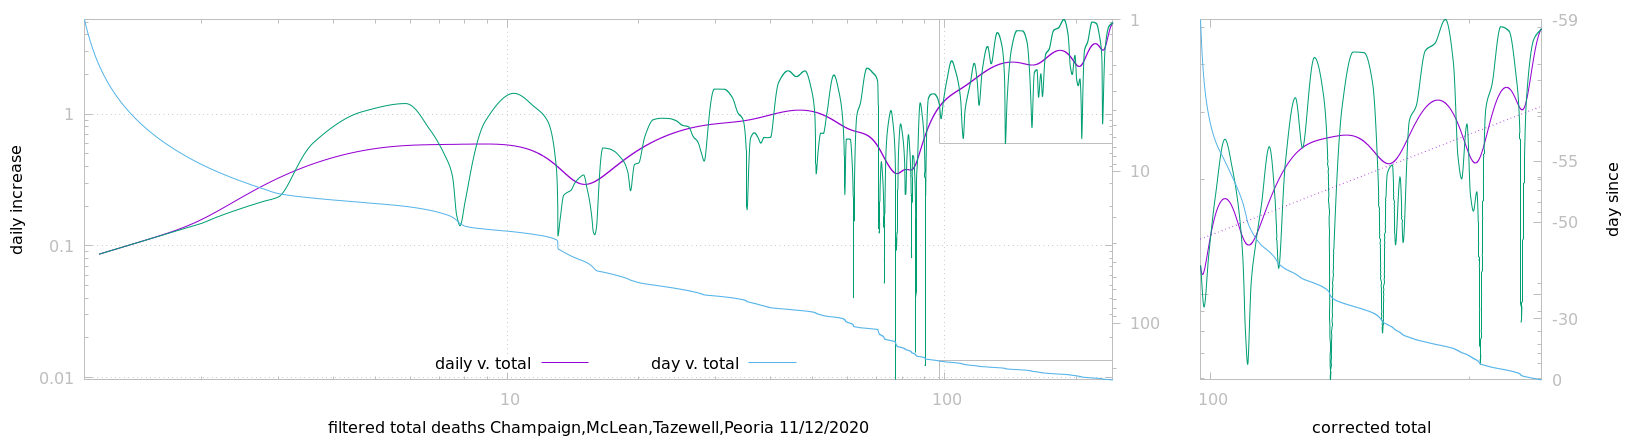 1
-59
1
daily increase
10
-55
0.1
-50
day since
100
-30
daily v. total
day v. total
0.01
0
10
100
100
filtered total deaths Champaign,McLean,Tazewell,Peoria 11/12/2020
corrected total